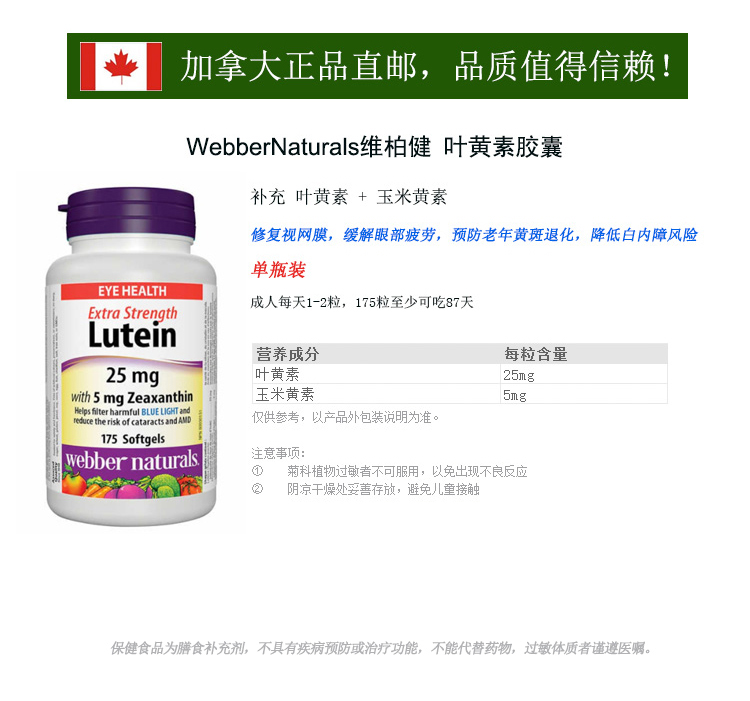 加拿大正品直邮，品质值得信赖！
WebberNaturals维柏健 叶黄素胶囊
补充 叶黄素 + 玉米黄素
修复视网膜，缓解眼部疲劳，预防老年黄斑退化，降低白内障风险
单瓶装
成人每天1-2粒，175粒至少可吃87天
营养成分 每粒含量
叶黄素 25mg
玉米黄素 5mg
仅供参考，以产品外包装说明为准。
注意事项：
① 菊科植物过敏者不可服用，以免出现不良反应
② 阴凉干燥处妥善存放，避免儿童接触
EYE HEALTH
Extra Strength
Lutein
25 mg
with 5 mg Zeaxanthin
Helps filter harmful BLUE LIGHT and
reduce the risk of cataracts and AMD
175 Softgels
webber naturals
保健食品为膳食补充剂，不具有疾病预防或治疗功能，不能代替药物，过敏体质者谨遵医嘱。